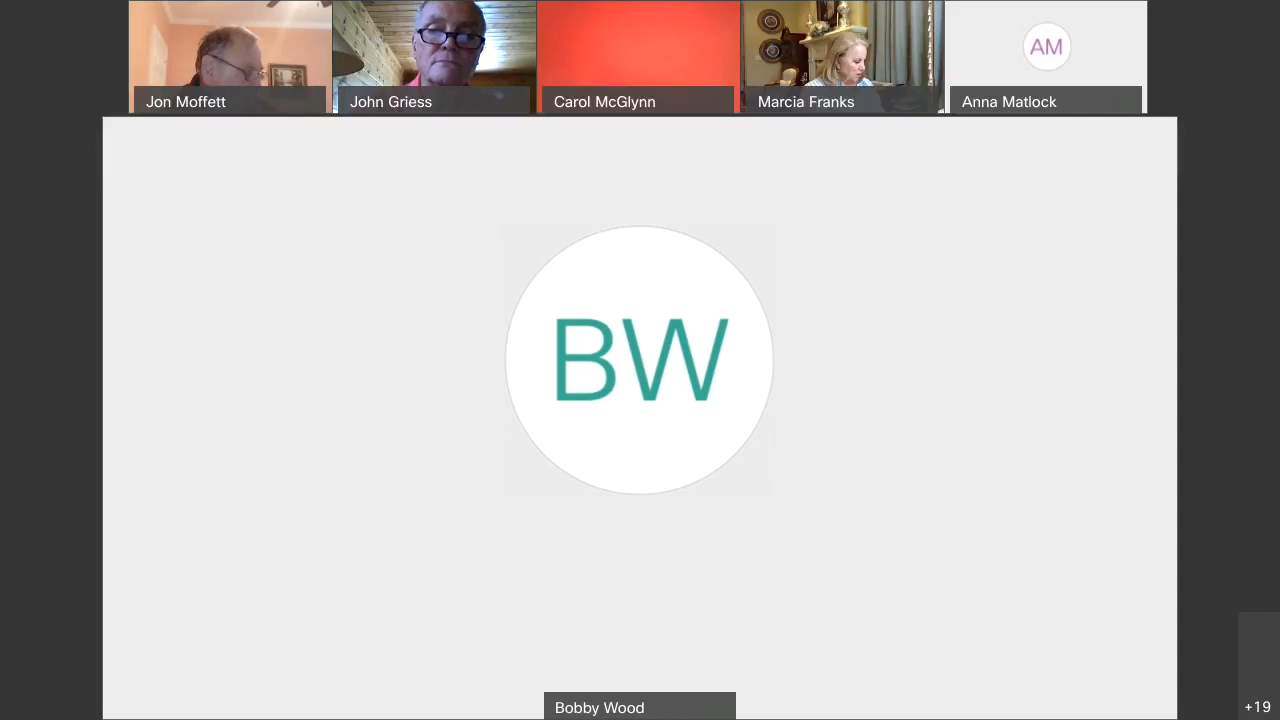 Jon Moffett
John Griess
Carol McGlynn
Marcia Franks
Anna Matlock
AM
BW
Bobby Wood
+19